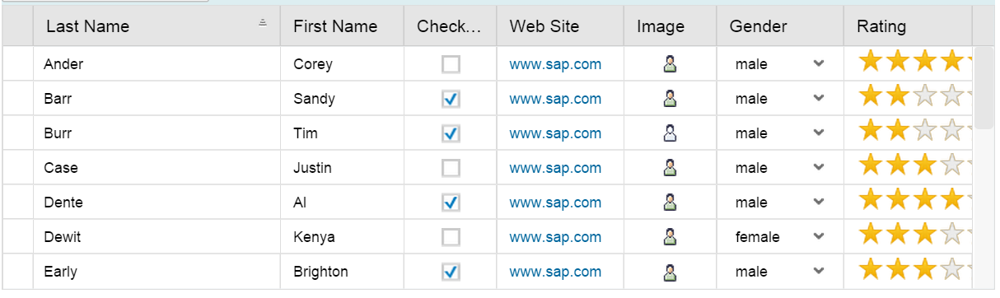 Last Name First Name Check... Web Site Image Gender Rating
Ander Corey www.sap.com male
Barr Sandy www.sap.com male
Burr Tim www.sap.com male
Case Justin www.sap.com male
Dente Al www.sap.com male
Dewit Kenya www.sap.com female
Early Brighton www.sap.com male